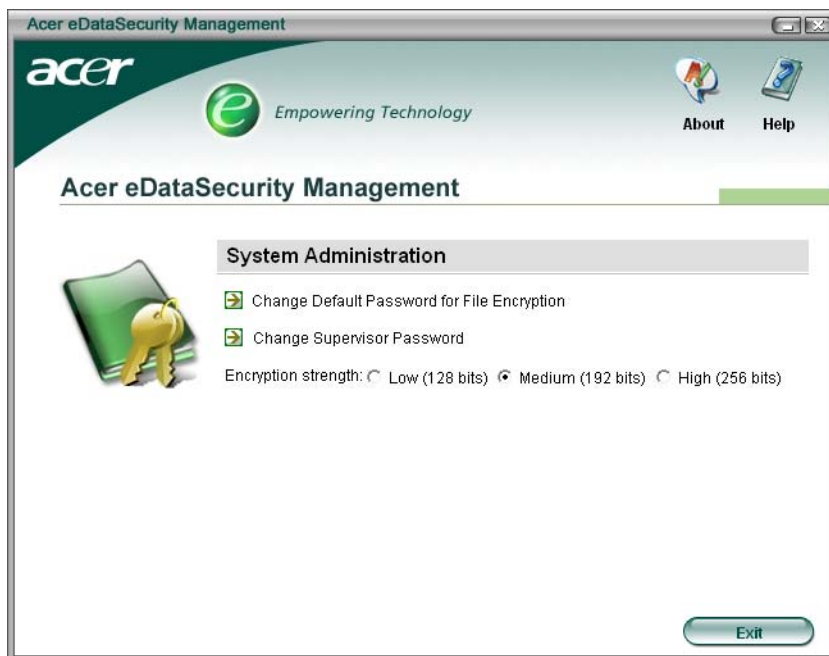 Acer eDataSecurity Management
acer
e Empowering Technology
About Help
Acer eDataSecurity Management
System Administration
Change Default Password for File Encryption
Change Supervisor Password
Encryption strength: Low (128 bits) Medium (192 bits) High (256 bits)
Exit